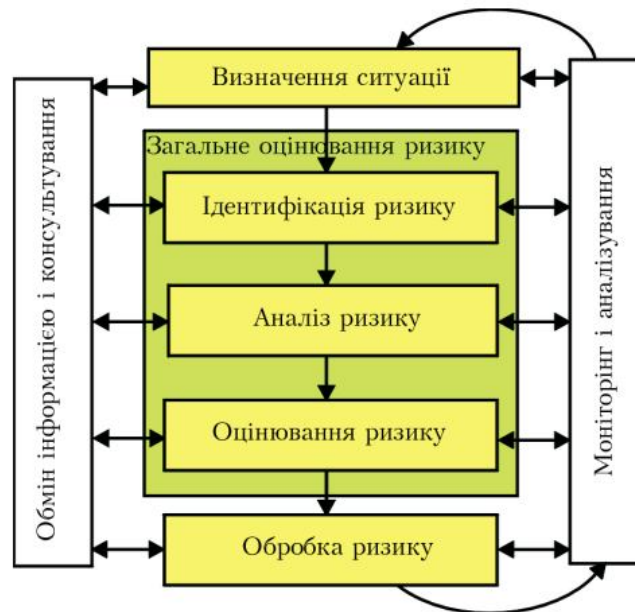 Визначення ситуації
Загальне оцінювання ризику
Ідентифікація ризику
Аналіз ризику
Оцінювання ризику
Обробка ризику
Обмін інформацією і консультування
Моніторінг і аналізування